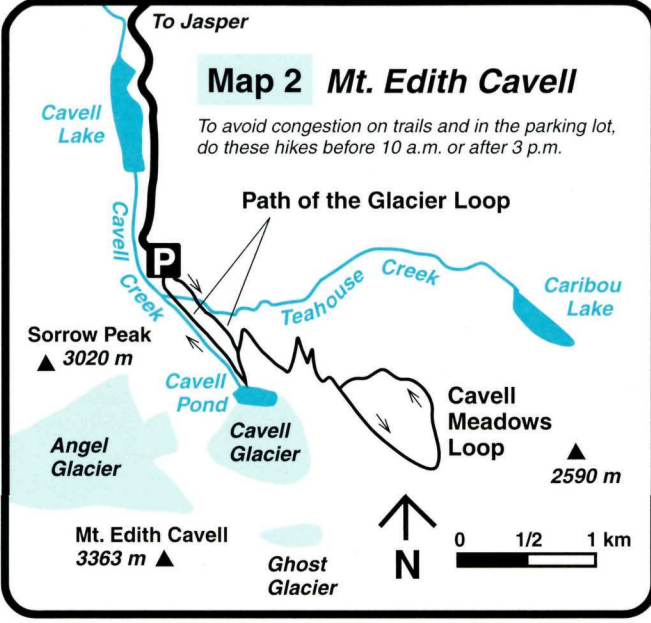 To Jasper
Map 2 Mt. Edith Cavell
To avoid congestion on trails and in the parking lot,
do these hikes before 10 a.m. or after 3 p.m.
Cavell
Lake
Path of the Glacier Loop
Cavell
Creek
P
Teahouse Creek
Caribou
Lake
Sorrow Peak
▲ 3020 m
Cavell
Pond
Cavell
Glacier
Angel
Glacier
Cavell
Meadows
Loop
▲
2590 m
Mt. Edith Cavell
3363 m ▲
Ghost
Glacier
N
0 1/2 1 km